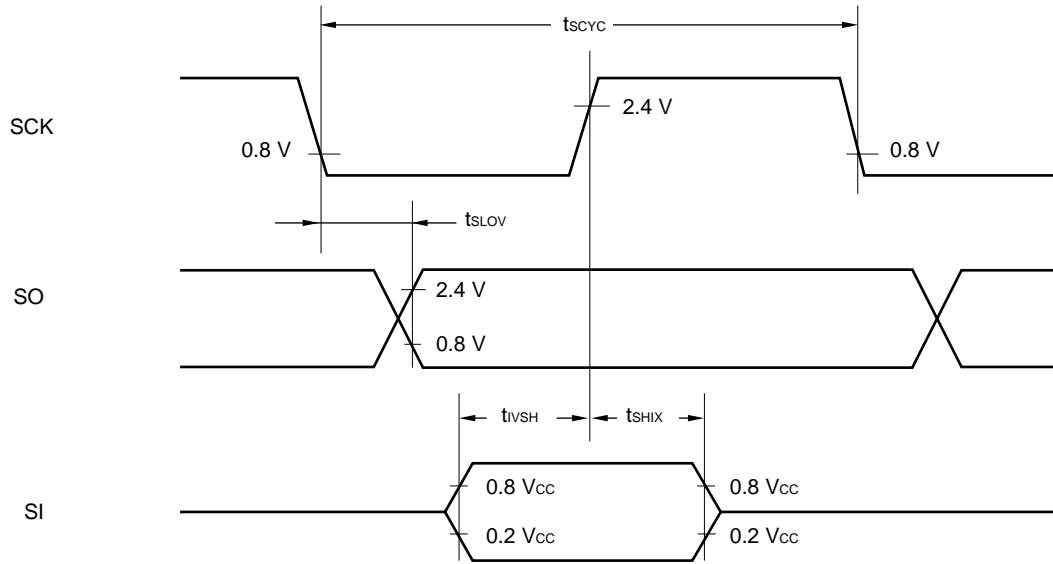 tSCYC
SCK
2.4 V
0.8 V
0.8 V
tSLOV
SO
2.4 V
0.8 V
tIVSH
tSHIX
0.8 VCC
0.8 VCC
SI
0.2 VCC
0.2 VCC